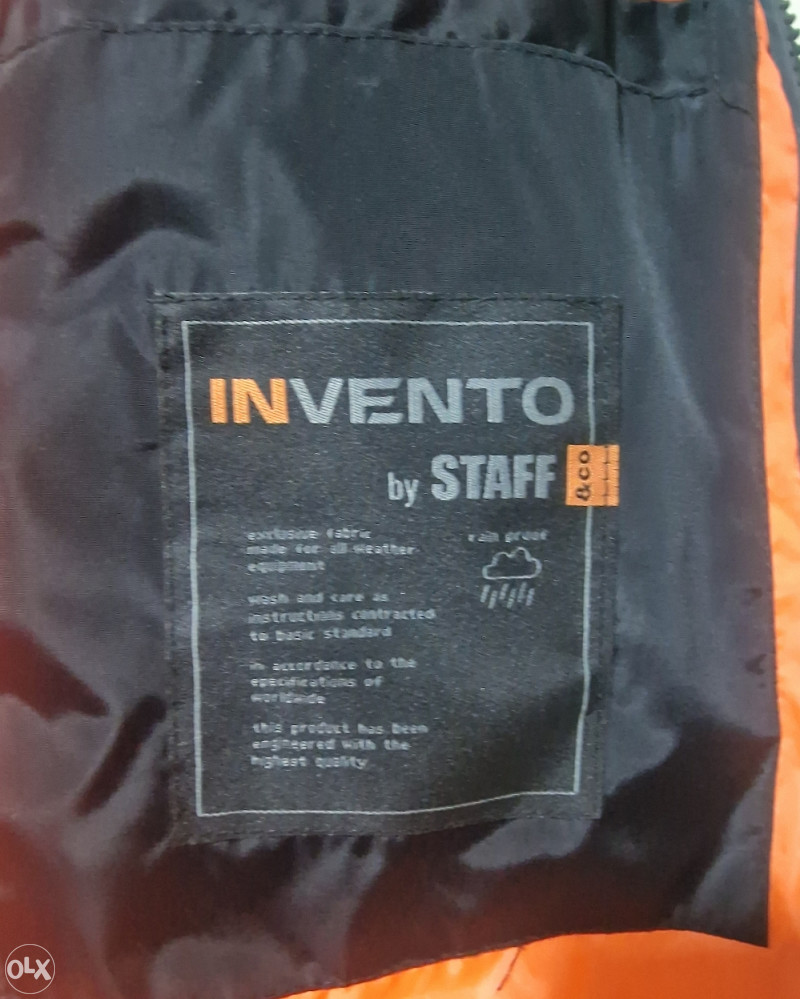 INVENTO
by STAFF &co
exclusive fabric
made for all weather
equipment
rain proof
wash and care as
instructions contracted
to basic standard
in accordance to the
specifications of
worldwide
this product has been
engineered with the
highest quality
OLX